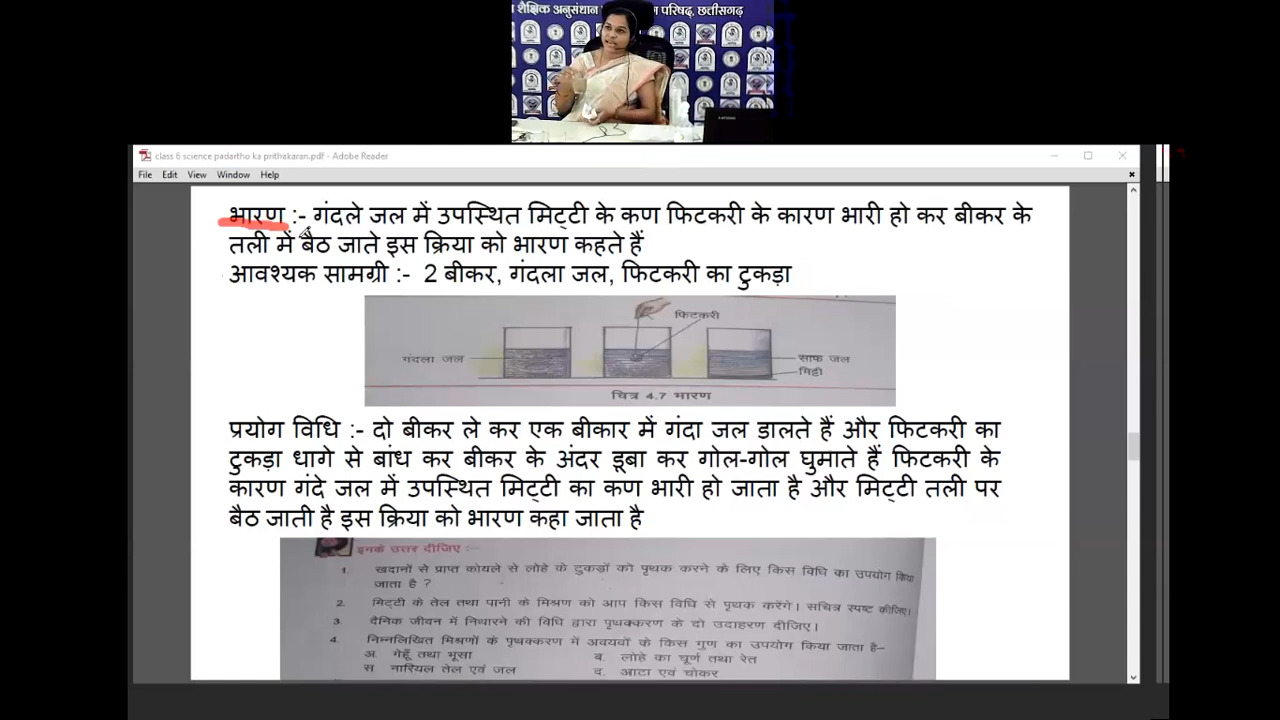 शैक्षिक अनुसंधान परिषद्, छत्तीसगढ़
class 6 science padartho ka prithakaran.pdf - Adobe Reader
File Edit View Window Help
भारण :- गंदले जल में उपस्थित मिट्टी के कण फिटकरी के कारण भारी हो कर बीकर के
तली में बैठ जाते इस क्रिया को भारण कहते हैं
आवश्यक सामग्री :- 2 बीकर, गंदला जल, फिटकरी का टुकड़ा
फिटकरी
गंदला जल
साफ जल
मिट्टी
चित्र 4.7 भारण
प्रयोग विधि :- दो बीकर ले कर एक बीकार में गंदा जल डालते हैं और फिटकरी का
टुकड़ा धागे से बांध कर बीकर के अंदर डूबा कर गोल-गोल घुमाते हैं फिटकरी के
कारण गंदे जल में उपस्थित मिट्टी का कण भारी हो जाता है और मिट्टी तली पर
बैठ जाती है इस क्रिया को भारण कहा जाता है
इनके उत्तर दीजिए :-
1. खदानों से प्राप्त कोयले से लोहे के टुकड़ों को पृथक करने के लिए किस विधि का उपयोग किया
जाता है ?
2. मिट्टी के तेल तथा पानी के मिश्रण को आप किस विधि से पृथक करेंगे। सचित्र स्पष्ट कीजिए।
3. दैनिक जीवन में निथारने की विधि द्वारा पृथक्करण के दो उदाहरण दीजिए।
4. निम्नलिखित मिश्रणों के पृथक्करण में अवयवों के किस गुण का उपयोग किया जाता है-
अ. गेहूँ तथा भूसा ब. लोहे का चूर्ण तथा रेत
स नारियल तेल एवं जल द. आटा एवं चोकर